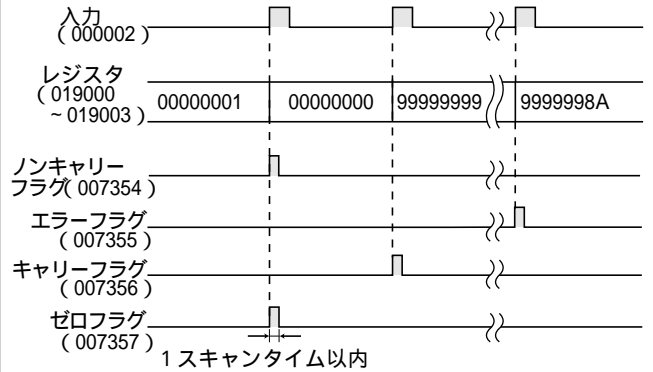 入力
（000002）
レジスタ
（019000
～019003）
00000001 00000000 99999999 9999998A
ノンキャリー
フラグ（007354）
エラーフラグ
（007355）
キャリーフラグ
（007356）
ゼロフラグ
（007357）
1スキャンタイム以内